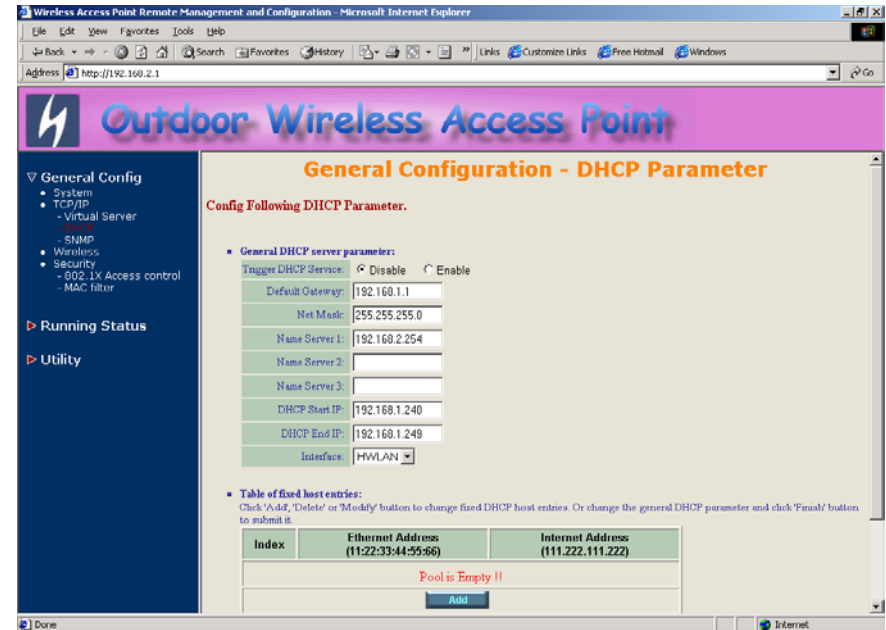 Wireless Access Point Remote Management and Configuration - Microsoft Internet Explorer
File Edit View Favorites Tools Help
Back Search Favorites History » Links Customize Links Free Hotmail Windows
Address http://192.168.2.1 Go
Outdoor Wireless Access Point
General Config
System
TCP/IP
- Virtual Server
- DHCP
- SNMP
Wireless
Security
- 802.1X Access control
- MAC filter
Running Status
Utility
General Configuration - DHCP Parameter
Config Following DHCP Parameter.
General DHCP server parameter:
Trigger DHCP Service: Disable Enable
Default Gateway: 192.168.1.1
Net Mask: 255.255.255.0
Name Server 1: 192.168.2.254
Name Server 2:
Name Server 3:
DHCP Start IP: 192.168.1.240
DHCP End IP: 192.168.1.249
Interface: HWLAN
Table of fixed host entries:
Click 'Add', 'Delete' or 'Modify' button to change fixed DHCP host entries. Or change the general DHCP parameter and click 'Finish' button
to submit it.
Index Ethernet Address Internet Address
(11:22:33:44:55:66) (111.222.111.222)
Pool is Empty !!
Add
Done Internet